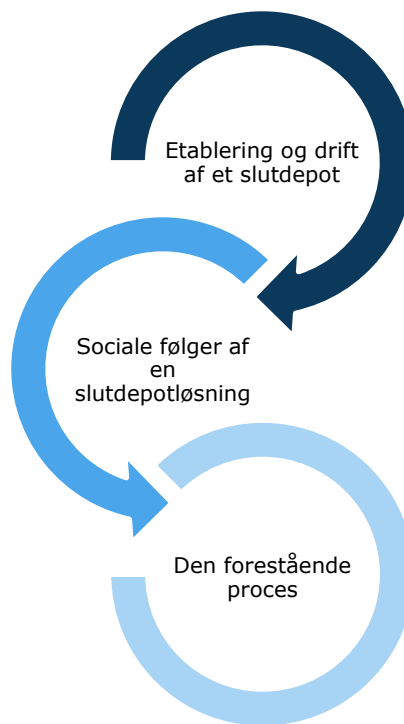 Etablering og drift
af et slutdepot
Sociale følger af
en
slutdepotløsning
Den forestående
proces